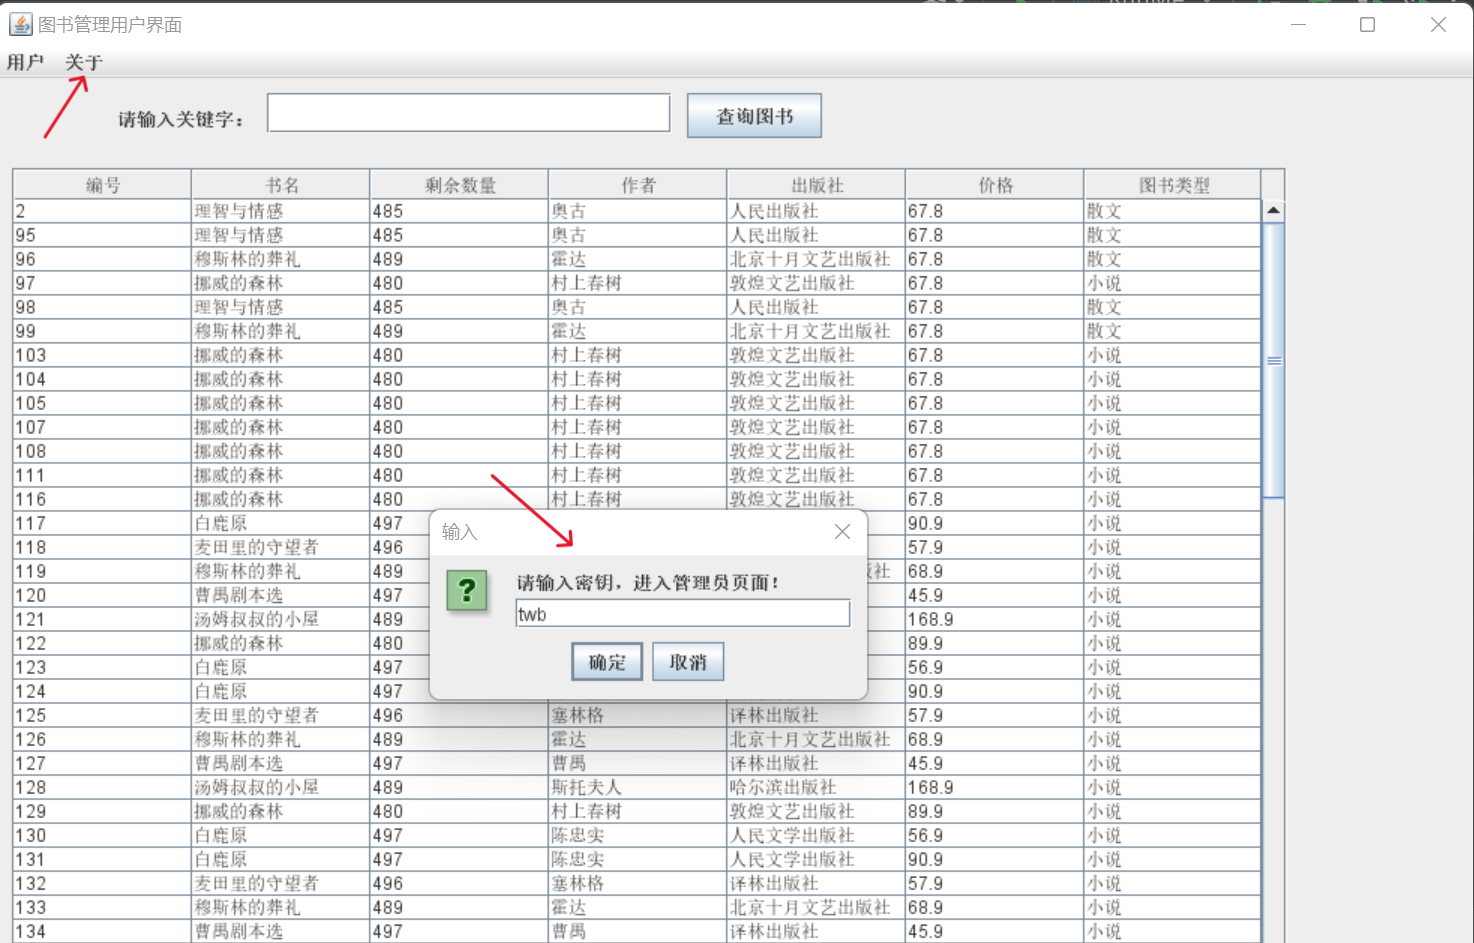 图书管理用户界面
用户 关于
请输入关键字： 查询图书
编号 书名 剩余数量 作者 出版社 价格 图书类型
2 理智与情感 485 奥古 人民出版社 67.8 散文
95 理智与情感 485 奥古 人民出版社 67.8 散文
96 穆斯林的葬礼 489 霍达 北京十月文艺出版社 67.8 散文
97 挪威的森林 480 村上春树 敦煌文艺出版社 67.8 小说
98 理智与情感 485 奥古 人民出版社 67.8 散文
99 穆斯林的葬礼 489 霍达 北京十月文艺出版社 67.8 散文
103 挪威的森林 480 村上春树 敦煌文艺出版社 67.8 小说
104 挪威的森林 480 村上春树 敦煌文艺出版社 67.8 小说
105 挪威的森林 480 村上春树 敦煌文艺出版社 67.8 小说
107 挪威的森林 480 村上春树 敦煌文艺出版社 67.8 小说
108 挪威的森林 480 村上春树 敦煌文艺出版社 67.8 小说
111 挪威的森林 480 村上春树 敦煌文艺出版社 67.8 小说
116 挪威的森林 480 村上春树 敦煌文艺出版社 67.8 小说
117 白鹿原 497 90.9 小说
118 麦田里的守望者 496 57.9 小说
119 穆斯林的葬礼 489 版社 68.9 小说
120 曹禺剧本选 497 45.9 小说
121 汤姆叔叔的小屋 489 168.9 小说
122 挪威的森林 480 89.9 小说
123 白鹿原 497 56.9 小说
124 白鹿原 497 90.9 小说
125 麦田里的守望者 496 塞林格 译林出版社 57.9 小说
126 穆斯林的葬礼 489 霍达 北京十月文艺出版社 68.9 小说
127 曹禺剧本选 497 曹禺 译林出版社 45.9 小说
128 汤姆叔叔的小屋 489 斯托夫人 哈尔滨出版社 168.9 小说
129 挪威的森林 480 村上春树 敦煌文艺出版社 89.9 小说
130 白鹿原 497 陈忠实 人民文学出版社 56.9 小说
131 白鹿原 497 陈忠实 人民文学出版社 90.9 小说
132 麦田里的守望者 496 塞林格 译林出版社 57.9 小说
133 穆斯林的葬礼 489 霍达 北京十月文艺出版社 68.9 小说
134 曹禺剧本选 497 曹禺 译林出版社 45.9 小说
输入
请输入密钥，进入管理员页面！
twb
确定 取消